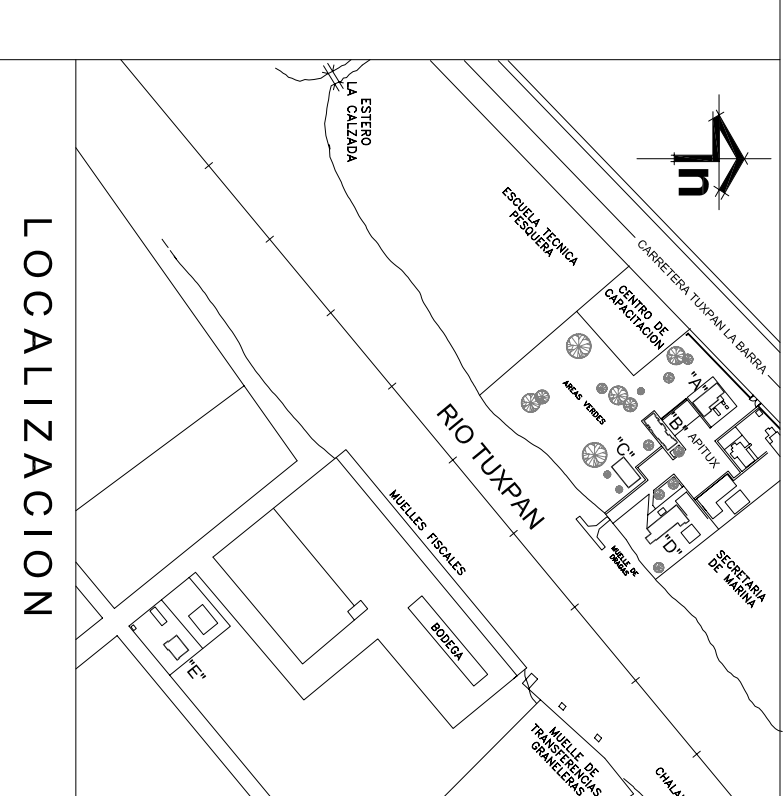 ESTERO
LA CALZADA
n
ESCUELA TECNICA
PESQUERA
CARRETERA TUXPAN LA BARRA
CENTRO DE
CAPACITACION
"A"
AREAS VERDES
"B"
APITUX
"C"
RIO TUXPAN
"D"
MUELLE DE
DRAGAS
SECRETARIA
DE MARINA
MUELLES FISCALES
BODEGA
"E"
MUELLE DE
TRANSFERENCIAS
GRANELERAS
CHALA
LOCALIZACION